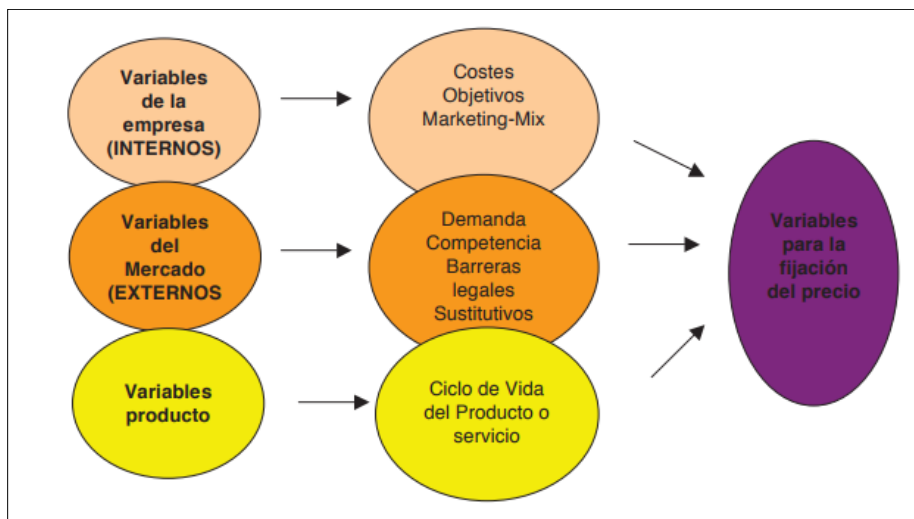 Variables
de la
empresa
(INTERNOS)
Costes
Objetivos
Marketing-Mix
Variables
del
Mercado
(EXTERNOS
Demanda
Competencia
Barreras
legales
Sustitutivos
Variables
producto
Ciclo de Vida
del Producto o
servicio
Variables
para la
fijación
del precio